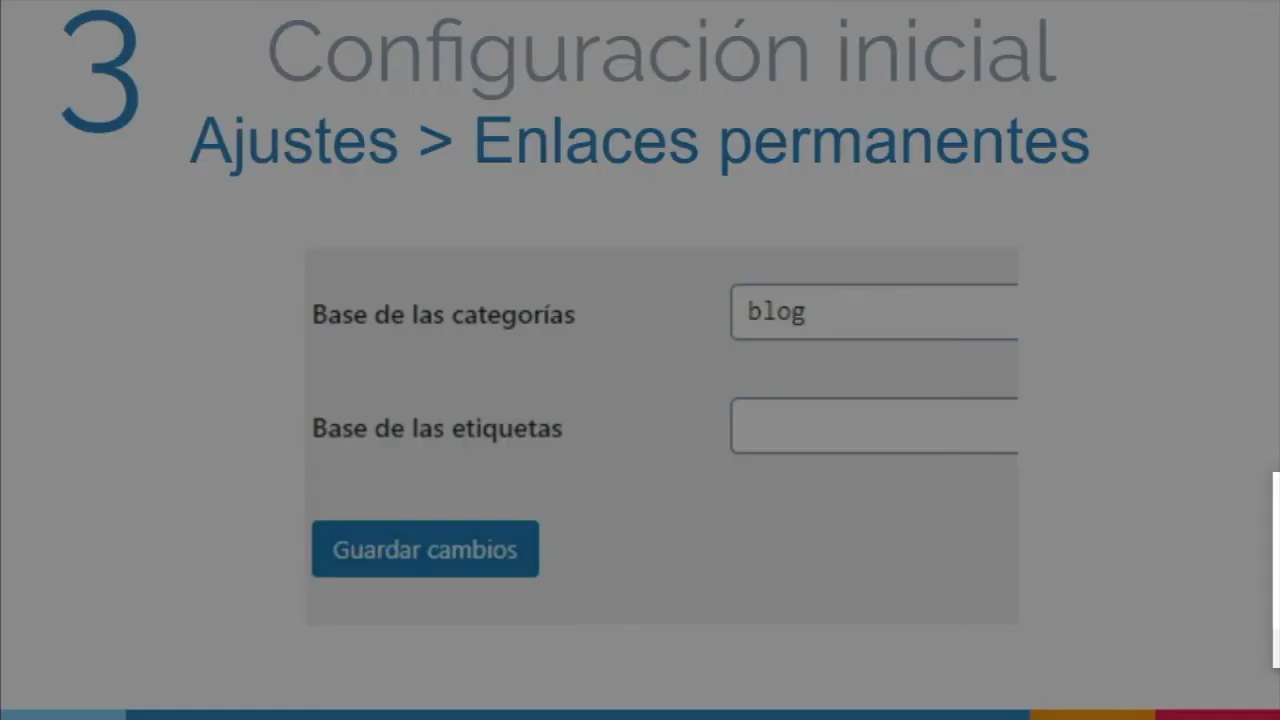 3
Configuración inicial
Ajustes > Enlaces permanentes
Base de las categorías
blog
Base de las etiquetas
Guardar cambios